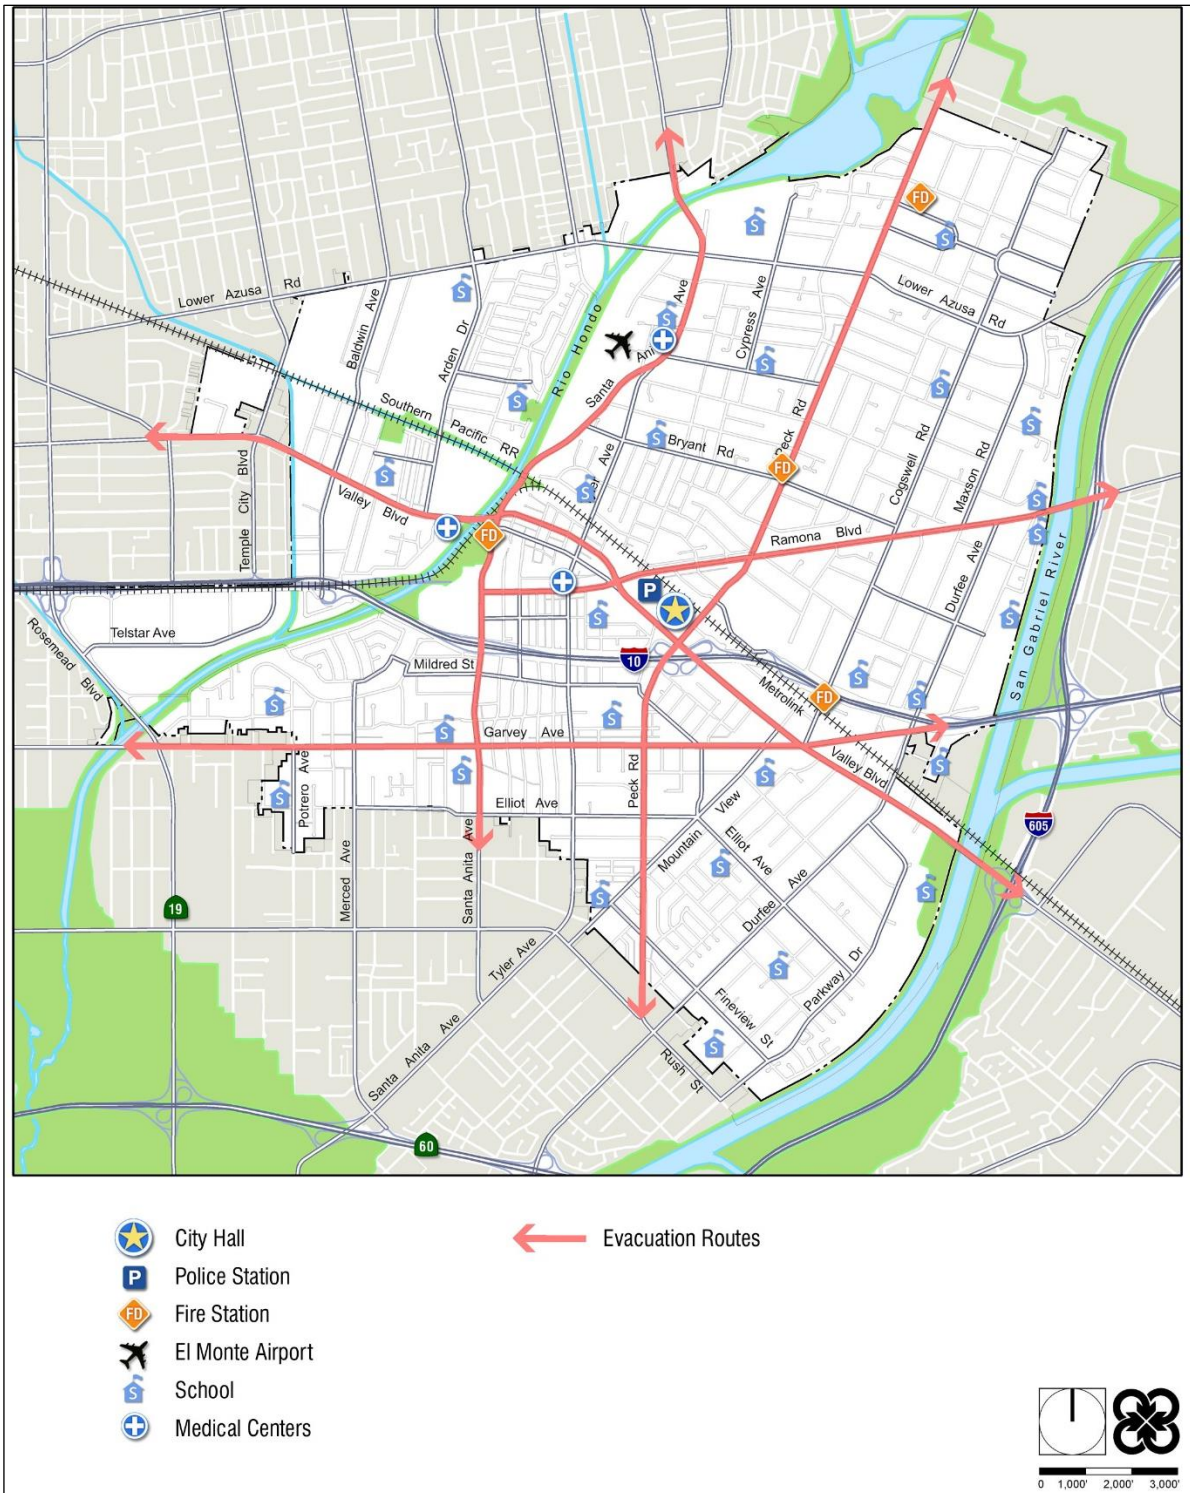 FD
S
S
Lower Azusa Rd
Lower Azusa Rd
Baldwin Ave
Arden Dr
S
Rio Hondo
S
Santa Anita Ave
Cypress Ave
S
S
Southern Pacific RR
S
S
Bryant Rd
Peck Rd
Cogswell Rd
Maxson Rd
S
FD
S
S
Temple City Blvd
Valley Blvd
FD
Ramona Blvd
S
S
Durfee Ave
San Gabriel River
P
S
S
Rosemead Blvd
Telstar Ave
Mildred St
10
Metrolink
FD
S
S
S
S
S
Garvey Ave
Valley Blvd
S
S
S
S
Potrero Ave
Elliot Ave
Peck Rd
Mountain View
Elliot Ave
605
S
S
S
Merced Ave
Santa Anita Ave
19
Durfee Ave
Tyler Ave
S
Parkway Dr
Fineview St
S
Rush St
Santa Anita Ave
60
City Hall
P Police Station
FD Fire Station
El Monte Airport
S School
Medical Centers
Evacuation Routes
0 1,000' 2,000' 3,000'